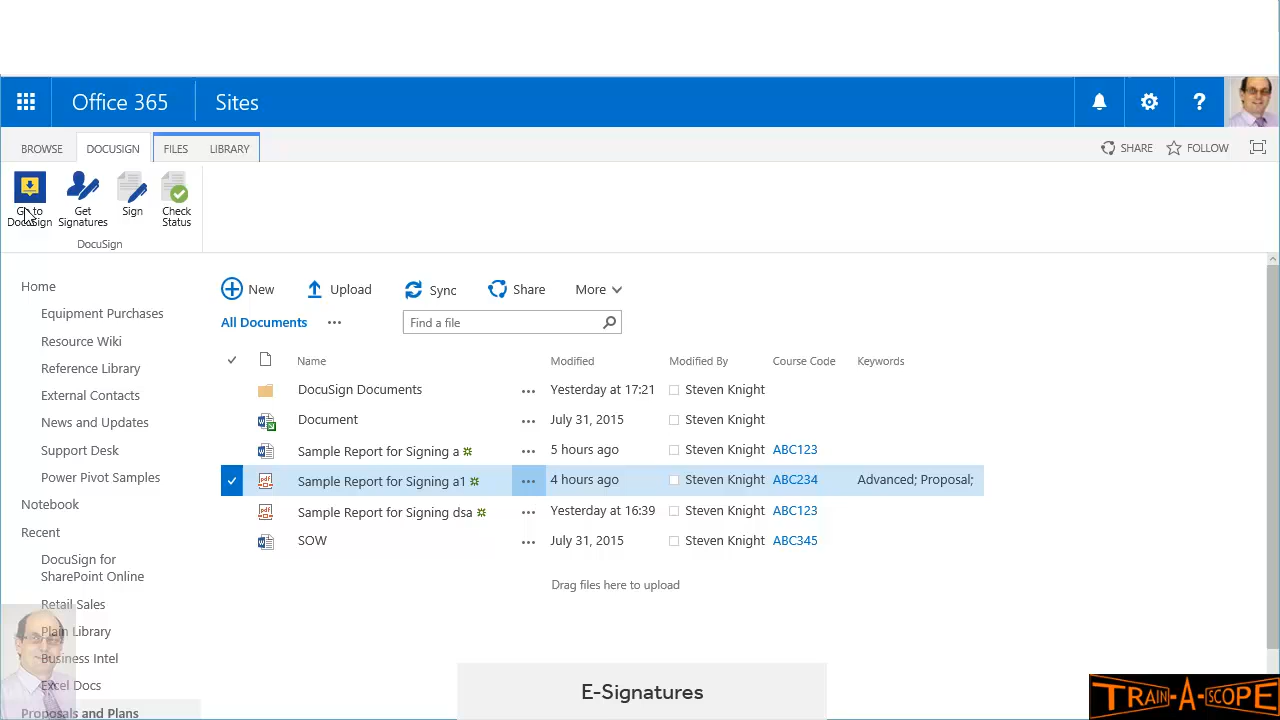 Office 365
Sites
?
BROWSE
DOCUSIGN
FILES
LIBRARY
SHARE
FOLLOW
Go to DocuSign
Get Signatures
Sign
Check Status
DocuSign
Home
Equipment Purchases
Resource Wiki
Reference Library
External Contacts
News and Updates
Support Desk
Power Pivot Samples
Notebook
Recent
DocuSign for
SharePoint Online
Retail Sales
Plain Library
Business Intel
Excel Docs
Proposals and Plans
New Upload Sync Share More
All Documents ... Find a file
Name Modified Modified By Course Code Keywords
DocuSign Documents ... Yesterday at 17:21 Steven Knight
Document ... July 31, 2015 Steven Knight
Sample Report for Signing a ... 5 hours ago Steven Knight ABC123
Sample Report for Signing a1 ... 4 hours ago Steven Knight ABC234 Advanced; Proposal;
Sample Report for Signing dsa ... Yesterday at 16:39 Steven Knight ABC123
SOW ... July 31, 2015 Steven Knight ABC345
Drag files here to upload
E-Signatures
TRAIN-A-SCOPE